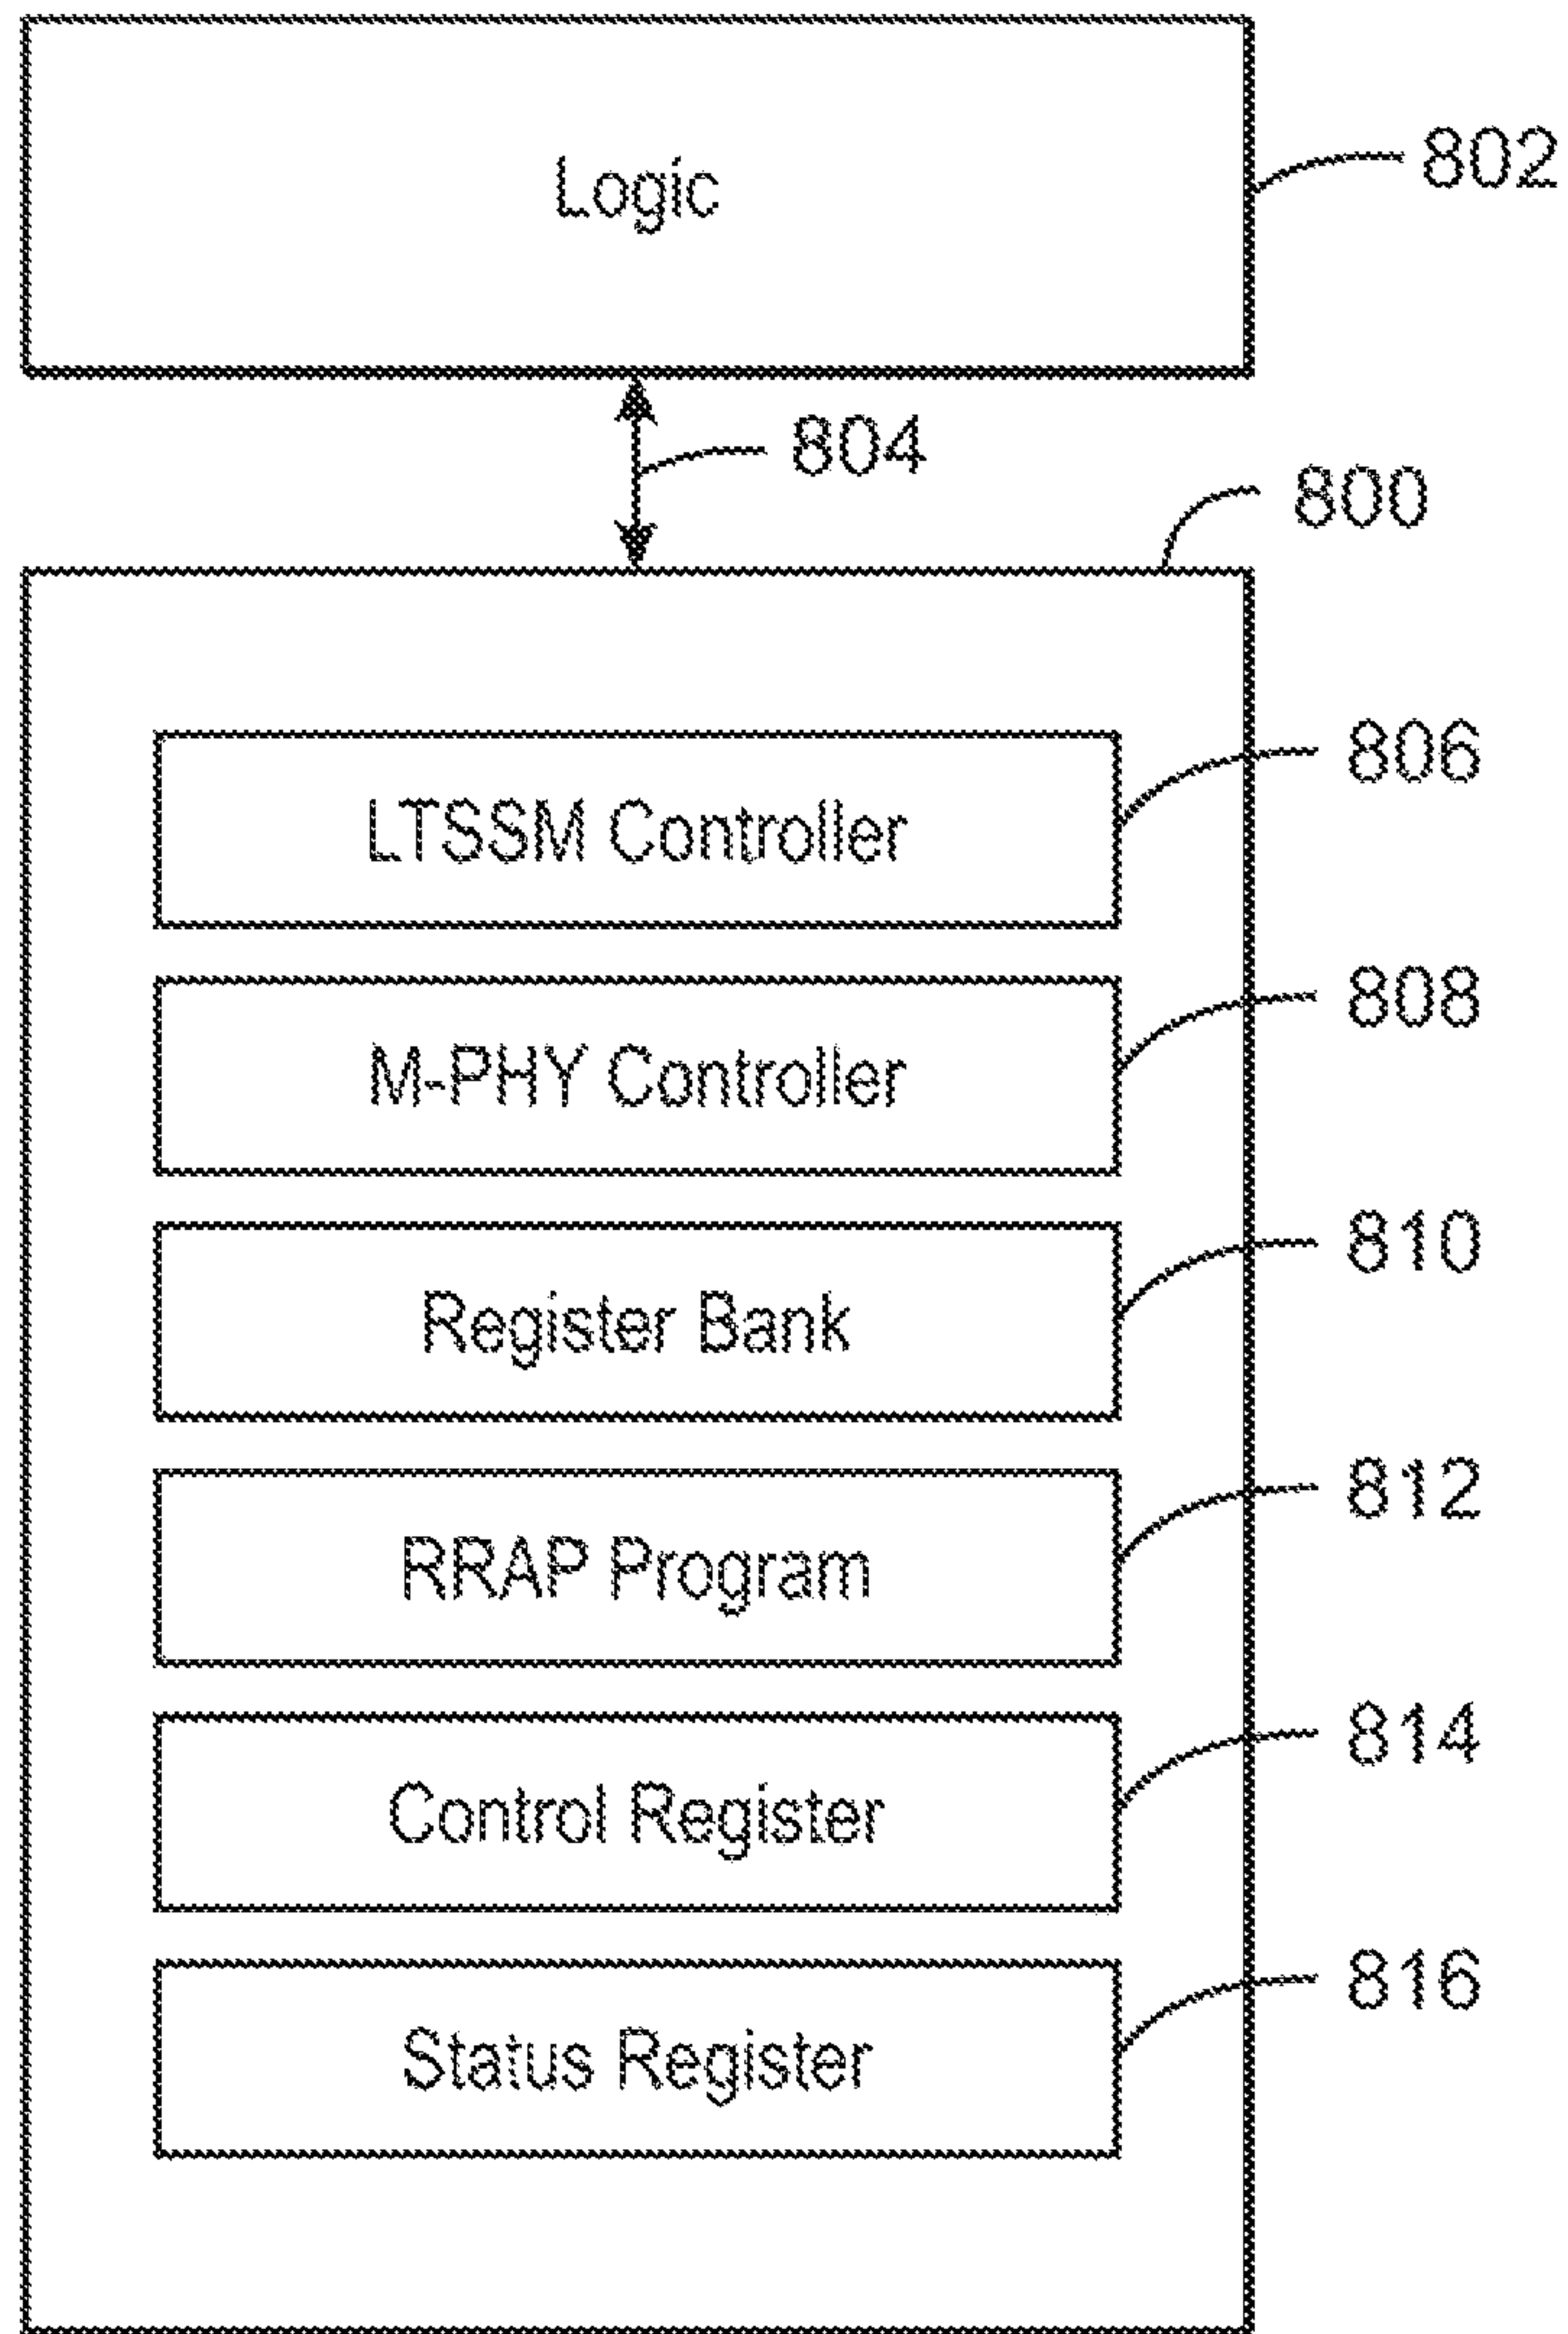 Logic
802
804
800
LTSSM Controller
806
M-PHY Controller
808
Register Bank
810
RRAP Program
812
Control Register
814
Status Register
816